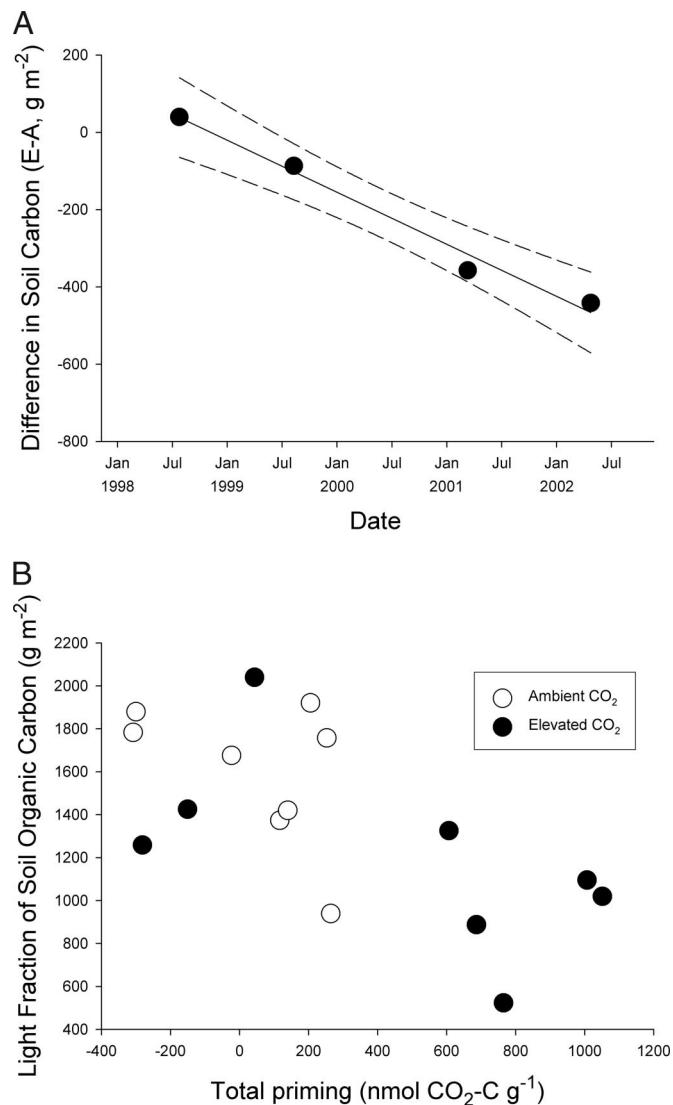 A
Difference in Soil Carbon (E-A, g m⁻²)
200
0
-200
-400
-600
-800
Jan Jul Jan Jul Jan Jul Jan Jul Jan Jul
1998 1999 2000 2001 2002
Date
B
Light Fraction of Soil Organic Carbon (g m⁻²)
2200
2000
1800
1600
1400
1200
1000
800
600
400
Ambient CO₂
Elevated CO₂
-400 -200 0 200 400 600 800 1000 1200
Total priming (nmol CO₂-C g⁻¹)